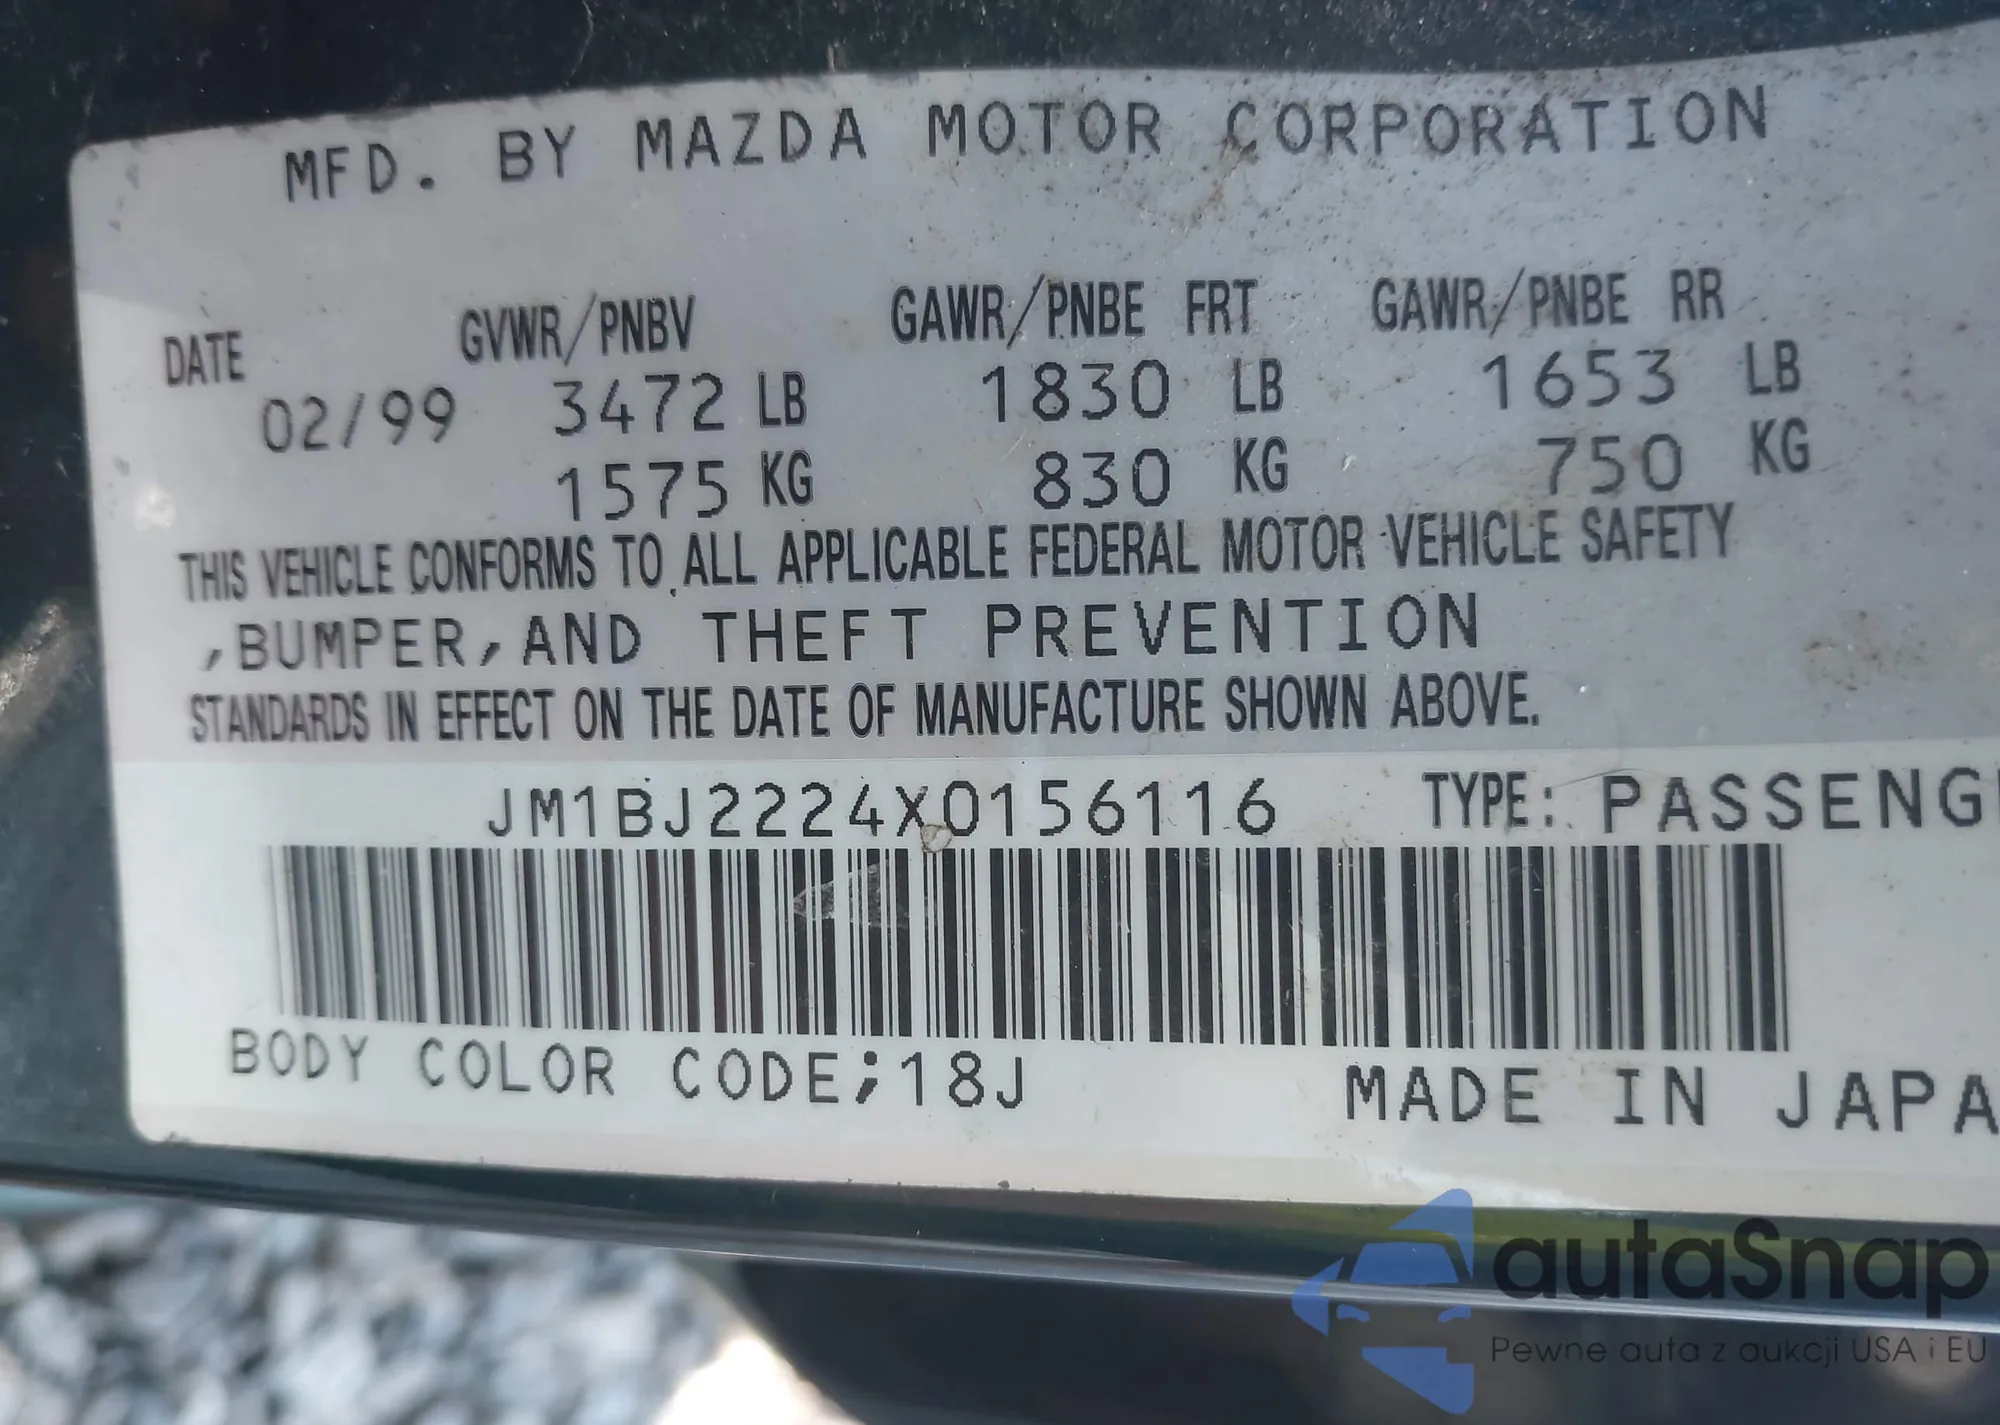 MFD. BY MAZDA MOTOR CORPORATION
DATE GVWR/PNBV GAWR/PNBE FRT GAWR/PNBE RR
02/99 3472 LB 1830 LB 1653 LB
1575 KG 830 KG 750 KG
THIS VEHICLE CONFORMS TO ALL APPLICABLE FEDERAL MOTOR VEHICLE SAFETY
,BUMPER,AND THEFT PREVENTION
STANDARDS IN EFFECT ON THE DATE OF MANUFACTURE SHOWN ABOVE.
JM1BJ2224X0156116 TYPE: PASSENG
BODY COLOR CODE;18J MADE IN JAPA
autaSnap
Pewne auta z aukcji USA i EU